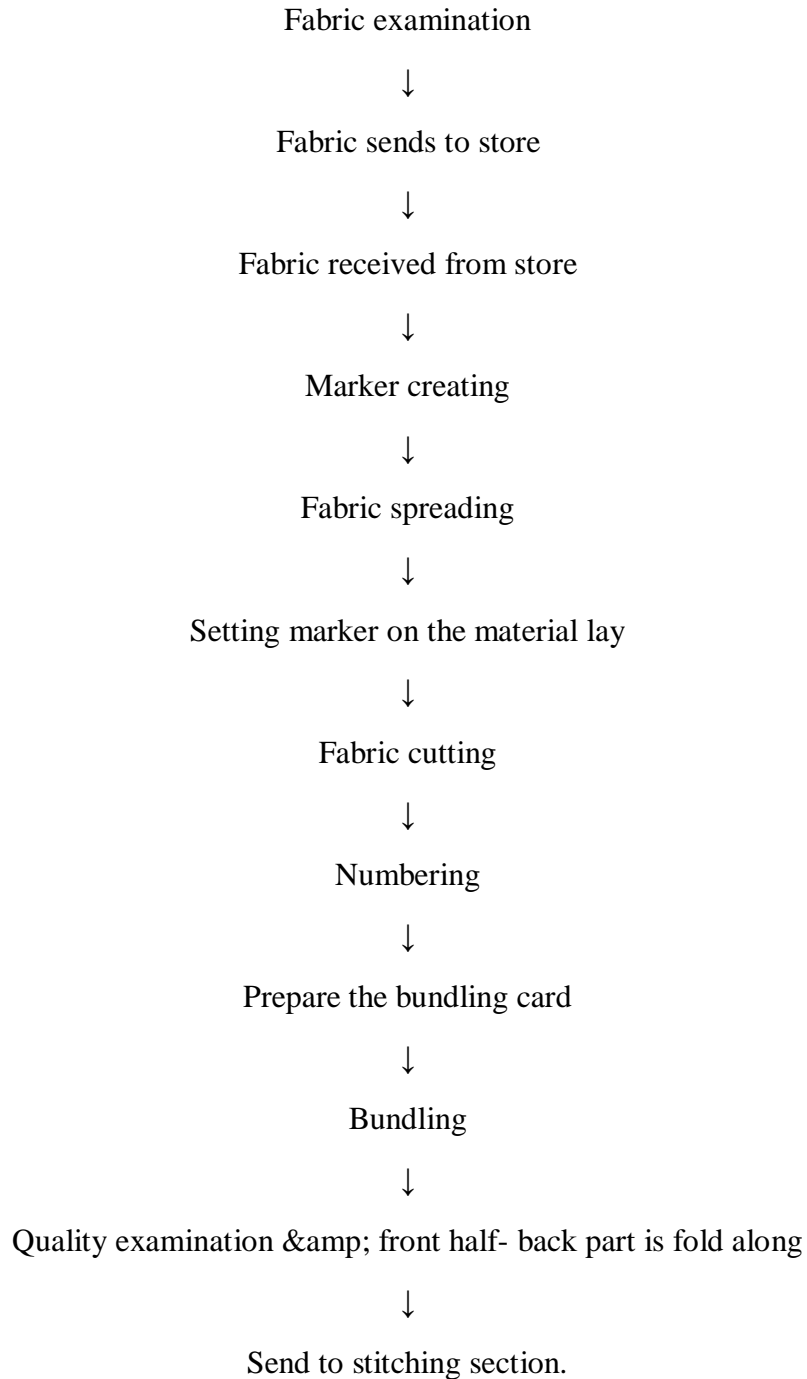 Fabric examination
↓
Fabric sends to store
↓
Fabric received from store
↓
Marker creating
↓
Fabric spreading
↓
Setting marker on the material lay
↓
Fabric cutting
↓
Numbering
↓
Prepare the bundling card
↓
Bundling
↓
Quality examination &amp; front half- back part is fold along
↓
Send to stitching section.